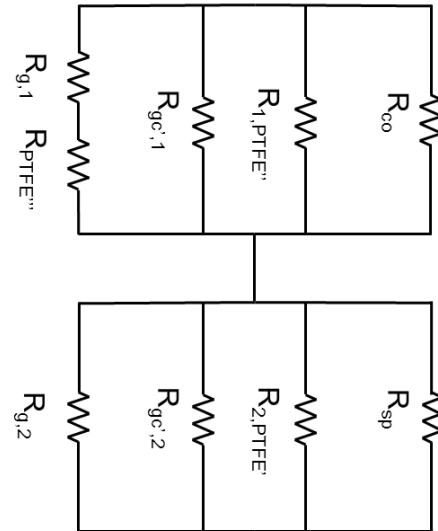 R_g,1
R_PTFE'''
R_gc',1
R_1,PTFE''
R_co
R_g,2
R_gc',2
R_2,PTFE'
R_sp